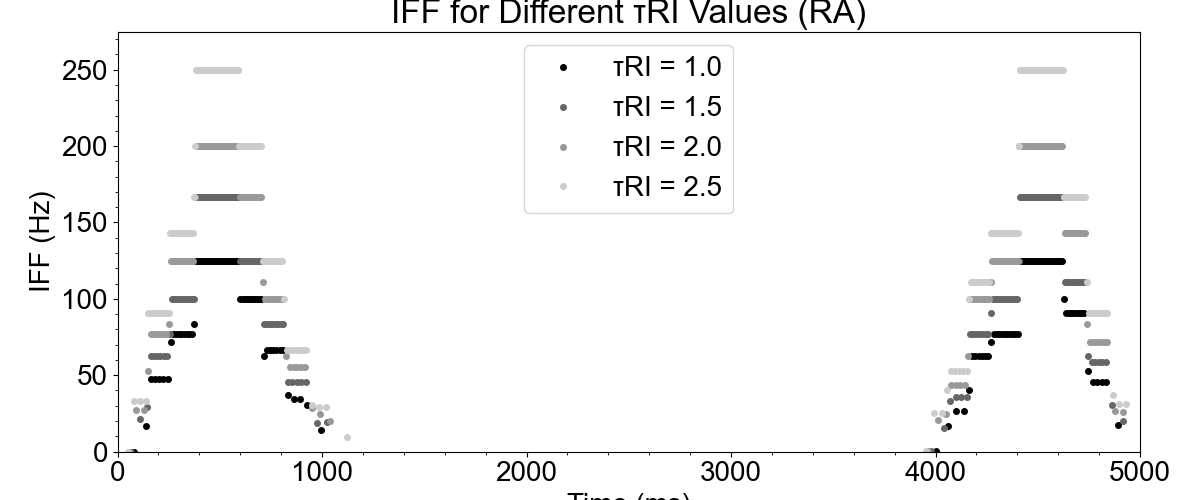 IFF for Different τRI Values (RA)
250
200
150
100
50
0
IFF (Hz)
τRI = 1.0
τRI = 1.5
τRI = 2.0
τRI = 2.5
0 1000 2000 3000 4000 5000
Time (ms)